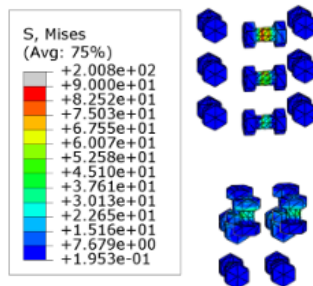 S, Mises
(Avg: 75%)
+2.008e+02
+9.001e+01
+8.252e+01
+7.503e+01
+6.755e+01
+6.007e+01
+5.258e+01
+4.510e+01
+3.761e+01
+3.013e+01
+2.265e+01
+1.516e+01
+7.679e+00
+1.953e-01